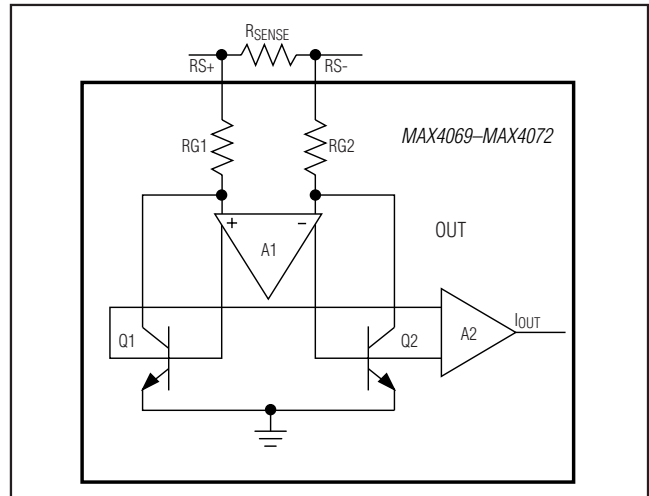 RSENSE
RS+ RS-
RG1 RG2 MAX4069–MAX4072
+ -
A1 OUT
Q1 Q2 A2 IOUT